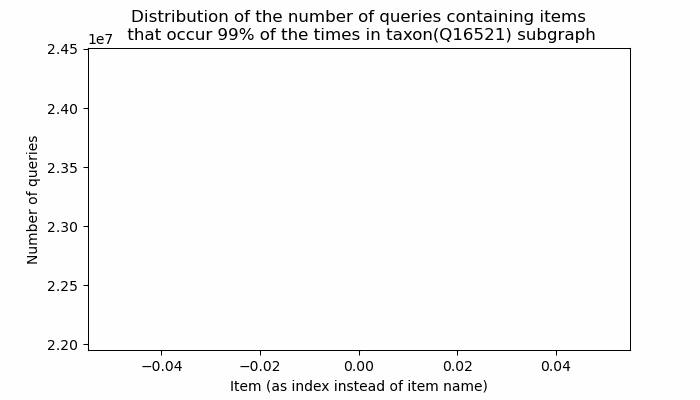 Distribution of the number of queries containing items
that occur 99% of the times in taxon(Q16521) subgraph
1e7
2.45
2.40
2.35
2.30
2.25
2.20
Number of queries
−0.04 −0.02 0.00 0.02 0.04
Item (as index instead of item name)